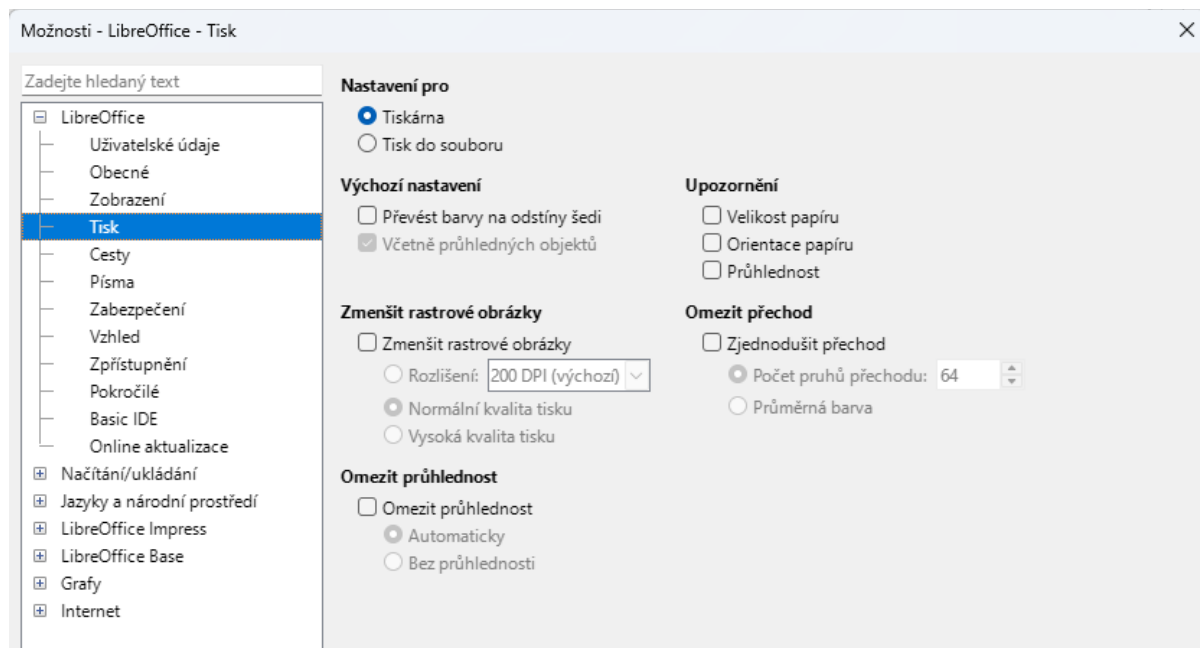 Možnosti - LibreOffice - Tisk
Zadejte hledaný text
LibreOffice
Uživatelské údaje
Obecné
Zobrazení
Tisk
Cesty
Písma
Zabezpečení
Vzhled
Zpřístupnění
Pokročilé
Basic IDE
Online aktualizace
Načítání/ukládání
Jazyky a národní prostředí
LibreOffice Impress
LibreOffice Base
Grafy
Internet
Nastavení pro
Tiskárna
Tisk do souboru
Výchozí nastavení
Převést barvy na odstíny šedi
Včetně průhledných objektů
Upozornění
Velikost papíru
Orientace papíru
Průhlednost
Zmenšit rastrové obrázky
Zmenšit rastrové obrázky
Rozlišení: 200 DPI (výchozí)
Normální kvalita tisku
Vysoká kvalita tisku
Omezit přechod
Zjednodušit přechod
Počet pruhů přechodu: 64
Průměrná barva
Omezit průhlednost
Omezit průhlednost
Automaticky
Bez průhlednosti